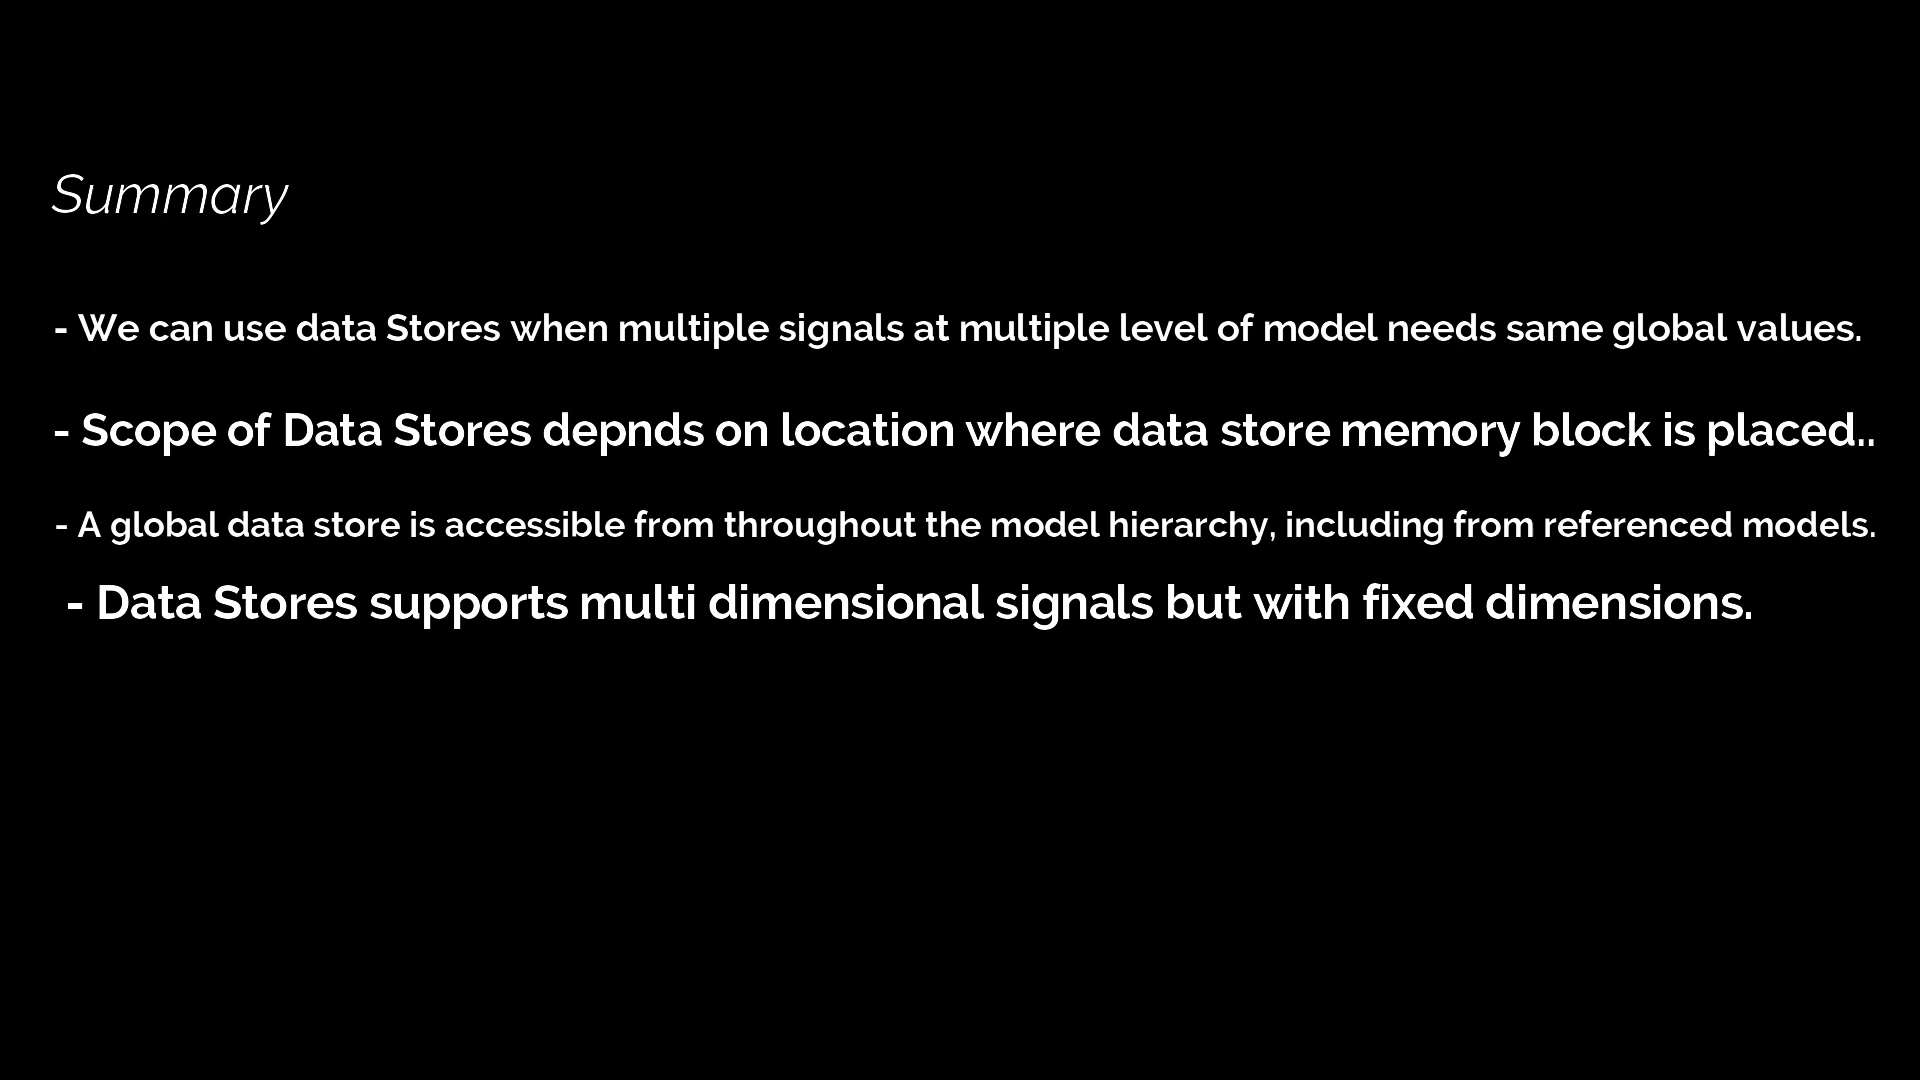 Summary
- We can use data Stores when multiple signals at multiple level of model needs same global values.
- Scope of Data Stores depnds on location where data store memory block is placed..
- A global data store is accessible from throughout the model hierarchy, including from referenced models.
- Data Stores supports multi dimensional signals but with fixed dimensions.